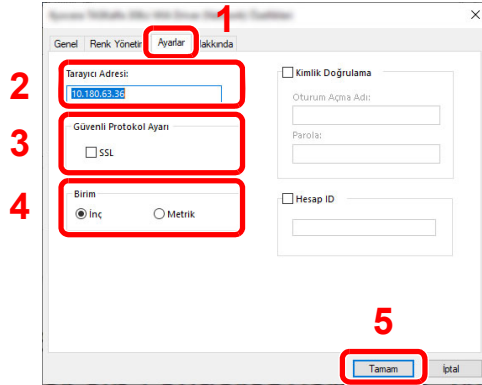 1
Genel Renk Yönetir Ayarlar Hakkında
2
Tarayıcı Adresi:
10.180.63.36
3
Güvenli Protokol Ayarı
SSL
4
Birim
İnç Metrik
Kimlik Doğrulama
Oturum Açma Adı:
Parola:
Hesap ID
5
Tamam İptal